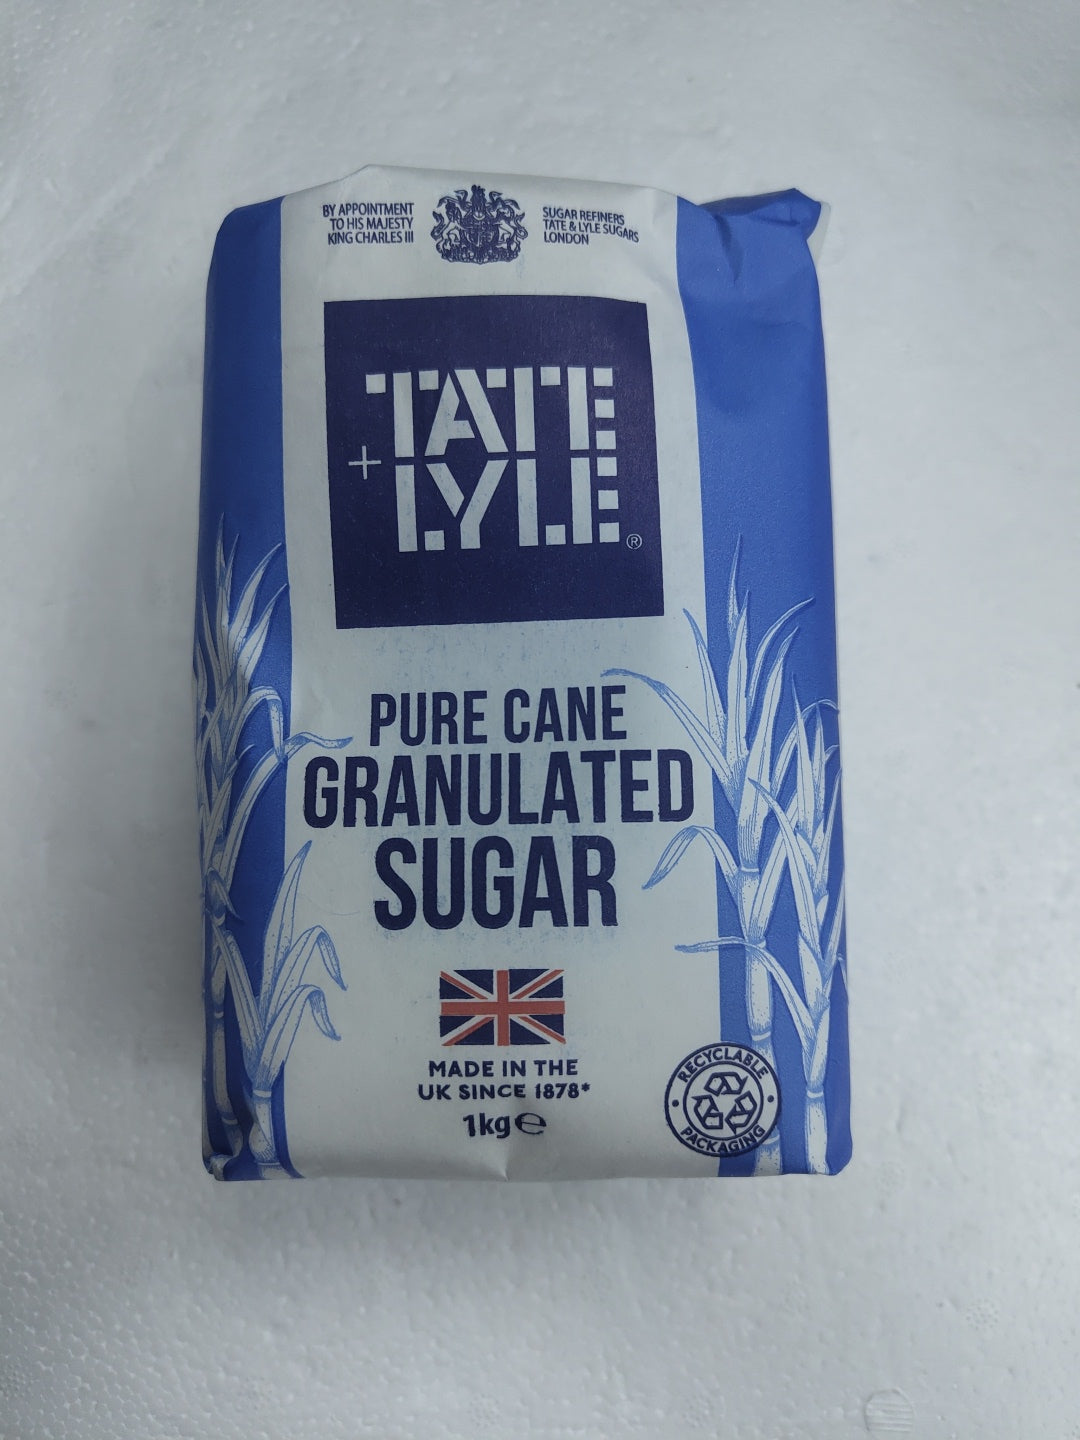 BY APPOINTMENT
TO HIS MAJESTY
KING CHARLES III
SUGAR REFINERS
TATE & LYLE SUGARS
LONDON
TATE
+LYLE®
PURE CANE
GRANULATED
SUGAR
MADE IN THE
UK SINCE 1878*
1kg℮
RECYCLABLE
PACKAGING